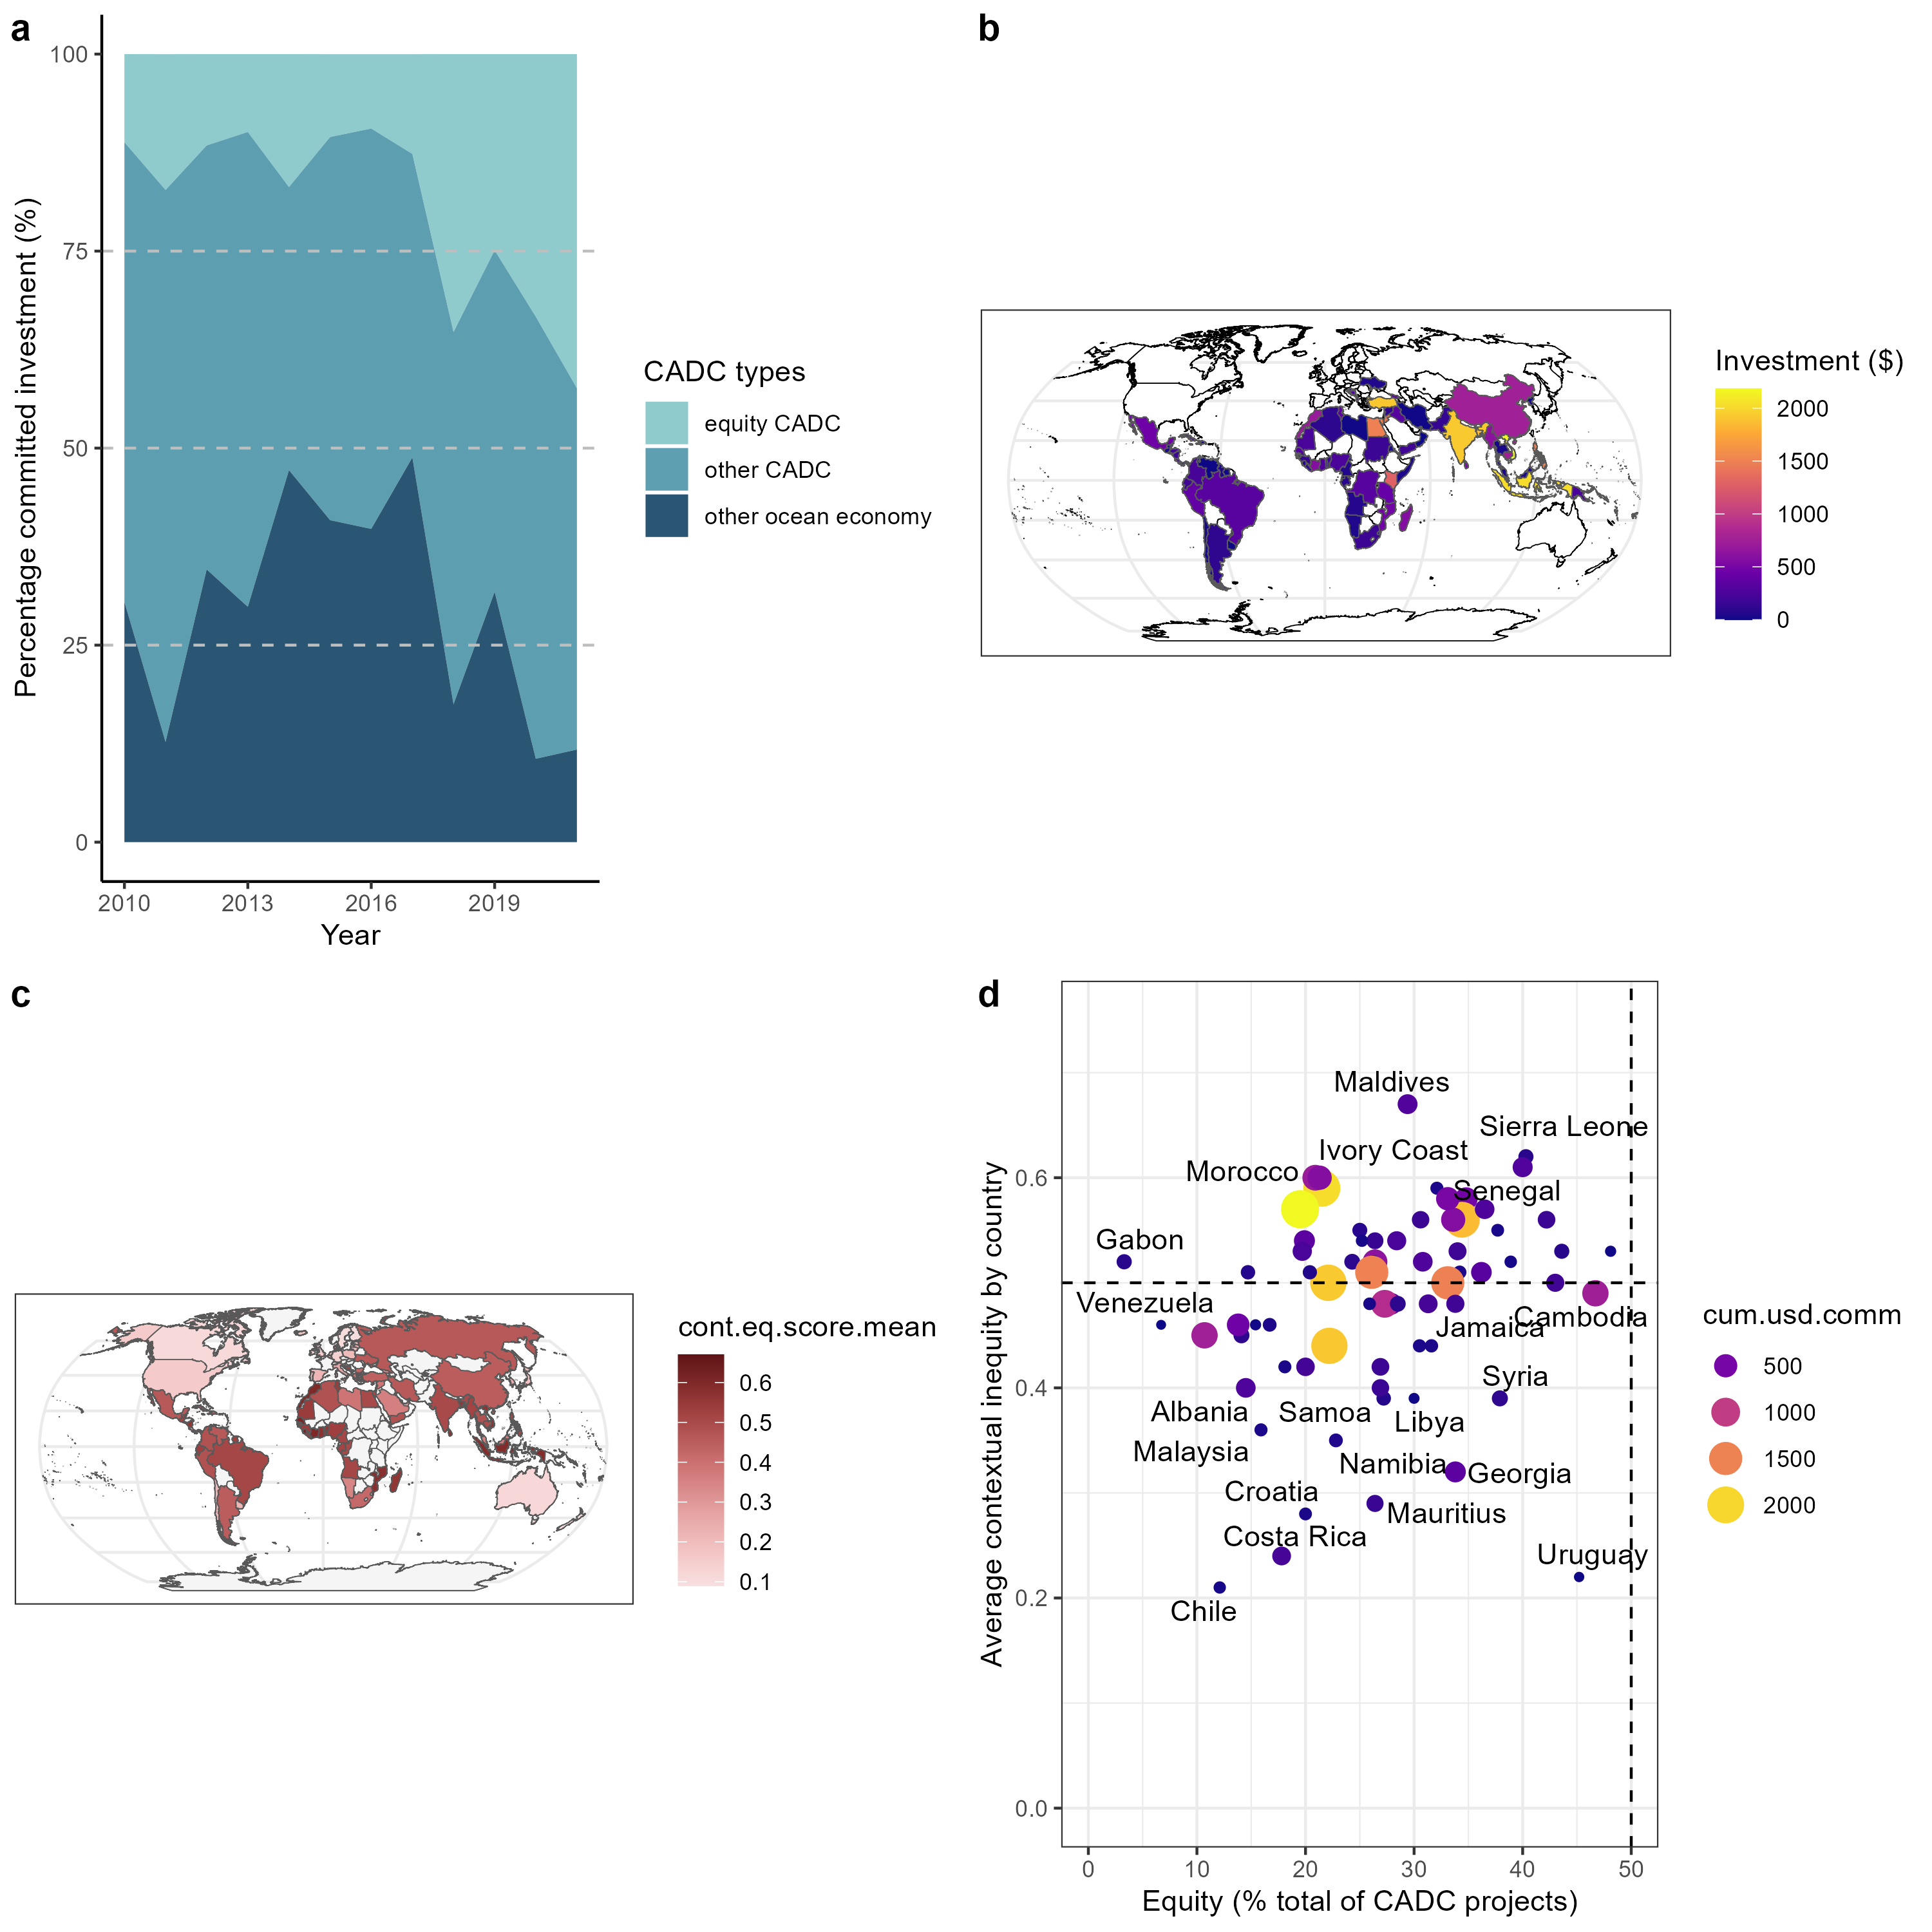 a
100
75
50
25
0
Percentage committed investment (%)
2010
2013
2016
2019
Year
CADC types
equity CADC
other CADC
other ocean economy
b
Investment ($)
2000
1500
1000
500
0
c
cont.eq.score.mean
0.6
0.5
0.4
0.3
0.2
0.1
d
Average contextual inequity by country
0.6
0.4
0.2
0.0
Maldives
Sierra Leone
Ivory Coast
Morocco
Senegal
Gabon
Venezuela
Cambodia
Jamaica
Syria
Albania
Samoa
Libya
Malaysia
Namibia
Georgia
Croatia
Mauritius
Costa Rica
Uruguay
Chile
0
10
20
30
40
50
Equity (% total of CADC projects)
cum.usd.comm
500
1000
1500
2000